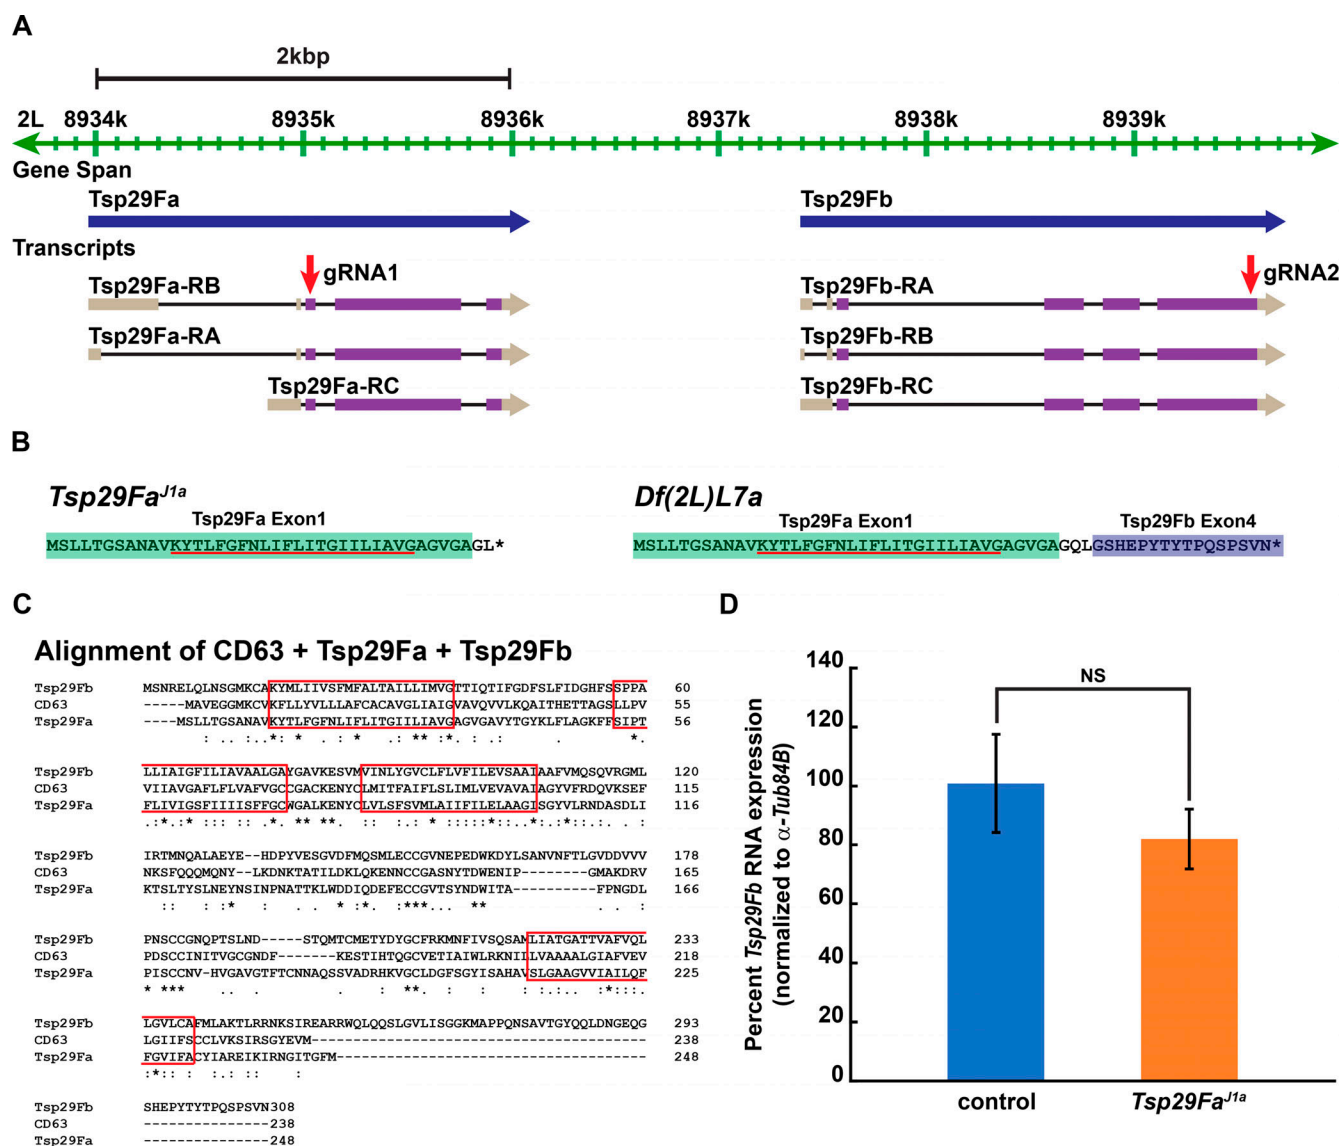 A
2kbp
2L 8934k 8935k 8936k 8937k 8938k 8939k
Gene Span
Tsp29Fa Tsp29Fb
Transcripts
gRNA1 gRNA2
Tsp29Fa-RB Tsp29Fb-RA
Tsp29Fa-RA Tsp29Fb-RB
Tsp29Fa-RC Tsp29Fb-RC
B
Tsp29Fa^J1a Df(2L)L7a
Tsp29Fa Exon1 Tsp29Fa Exon1 Tsp29Fb Exon4
MSLLTGSANAVKYTLFGFNLIFLITGIILIAVGAGVGAGL* MSLLTGSANAVKYTLFGFNLIFLITGIILIAVGAGVGAGQLGSHEPYTYTPQSPSVN*
C
Alignment of CD63 + Tsp29Fa + Tsp29Fb
Tsp29Fb MSNRELQLNSGMKCAKYMLIIVSFMFALTAILLIMVGTTIQTIFGDFSLFIDGHFSSPPA 60
CD63 -----MAVEGGMKCVKFLLYVLLLAFCACAVGLIAIGVAVQVVLKQAITHETTAGSLLPV 55
Tsp29Fa ----MSLLTGSANAVKYTLFGFNLIFLITGIILIAVGAGVGAVYTGYKLFLAGKFFSIPT 56
: . . : *: * : * . : ** :* . : . : *.
Tsp29Fb LLIAIGFILIAVAALGAYGAVKESVMVINLYGVCLFLVFILEVSAAIAAFVMQSQVRGML 120
CD63 VIIAVGAFLFLVAFVGCCGACKENYCLMITFAIFLSLIMLVEVAVAIAGYVFRDQVKSEF 115
Tsp29Fa FLIVIGSFIIIISFFGCWGALKENYCLVLSFSVMLAIIFILELAAGISGYVLRNDASDLI 116
.:*.:* ::: :: .*. ** **. :: :.: * :::::*::..*:.:*::.:. . :
Tsp29Fb IRTMNQALAEYE--HDPYVESGVDFMQSMLECCGVNEPEDWKDYLSANVNFTLGVDDVVV 178
CD63 NKSFQQQMQNY--LKDNKTATILDKLQKENNCCGASNYTDWENIP----------GMAKDRV 165
Tsp29Fa KTSLTYSLNEYNSINPNATTKLWDDIQDEFECCGVTSYNDWITA----------FPNGDL 166
:: : :* : . . * :*. :***... ** . . :
Tsp29Fb PNSCCGNQPTSLND-----STQMTCMETYDYGCFRKMNFIVSQSAMLIATGATTVAFVQL 233
CD63 PDSCCINITVGCGNDF-------KESTIHTQGCVETIAIWLRKNILLVAAAALGIAFVEV 218
Tsp29Fa PISCCNV-HVGAVGTFTCNNAQSSVADRHKVGCLDGFSGYISAHAVSLGAAGVVIAILQF 225
* *** . . : **. : : : :.:. :*:::.
Tsp29Fb LGVLCAFMLAKTLRRNKSIREARRWQLQQSLGVLISGGKMAPPQNSAVTGYQQLDNGEQG 293
CD63 LGIIFSCCLVKSIRSGYEVM---------------------------------------- 238
Tsp29Fa FGVIFACYIAREIKIRNGITGFM------------------------------------- 248
:*:: : :.: :: :
Tsp29Fb SHEPYTYTPQSPSVN308
CD63 ---------------238
Tsp29Fa ---------------248
D
Percent Tsp29Fb RNA expression
(normalized to α-Tub84B)
140
120
100
80
60
40
20
0
NS
control Tsp29Fa^J1a